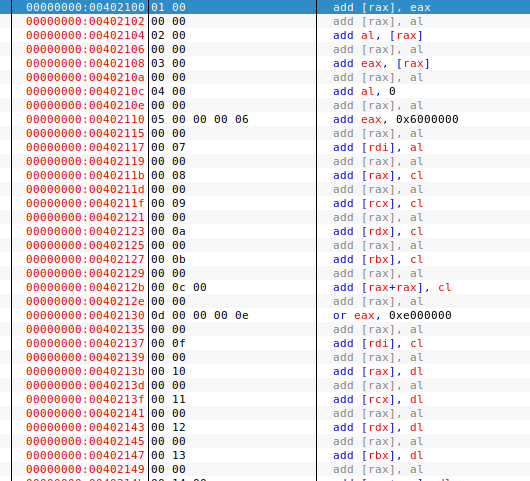 00000000:00402100 01 00 add [rax], eax
00000000:00402102 00 00 add [rax], al
00000000:00402104 02 00 add al, [rax]
00000000:00402106 00 00 add [rax], al
00000000:00402108 03 00 add eax, [rax]
00000000:0040210a 00 00 add [rax], al
00000000:0040210c 04 00 add al, 0
00000000:0040210e 00 00 add [rax], al
00000000:00402110 05 00 00 00 06 add eax, 0x6000000
00000000:00402115 00 00 add [rax], al
00000000:00402117 00 07 add [rdi], al
00000000:00402119 00 00 add [rax], al
00000000:0040211b 00 08 add [rax], cl
00000000:0040211d 00 00 add [rax], al
00000000:0040211f 00 09 add [rcx], cl
00000000:00402121 00 00 add [rax], al
00000000:00402123 00 0a add [rdx], cl
00000000:00402125 00 00 add [rax], al
00000000:00402127 00 0b add [rbx], cl
00000000:00402129 00 00 add [rax], al
00000000:0040212b 00 0c 00 add [rax+rax], cl
00000000:0040212e 00 00 add [rax], al
00000000:00402130 0d 00 00 00 0e or eax, 0xe000000
00000000:00402135 00 00 add [rax], al
00000000:00402137 00 0f add [rdi], cl
00000000:00402139 00 00 add [rax], al
00000000:0040213b 00 10 add [rax], dl
00000000:0040213d 00 00 add [rax], al
00000000:0040213f 00 11 add [rcx], dl
00000000:00402141 00 00 add [rax], al
00000000:00402143 00 12 add [rdx], dl
00000000:00402145 00 00 add [rax], al
00000000:00402147 00 13 add [rbx], dl
00000000:00402149 00 00 add [rax], al